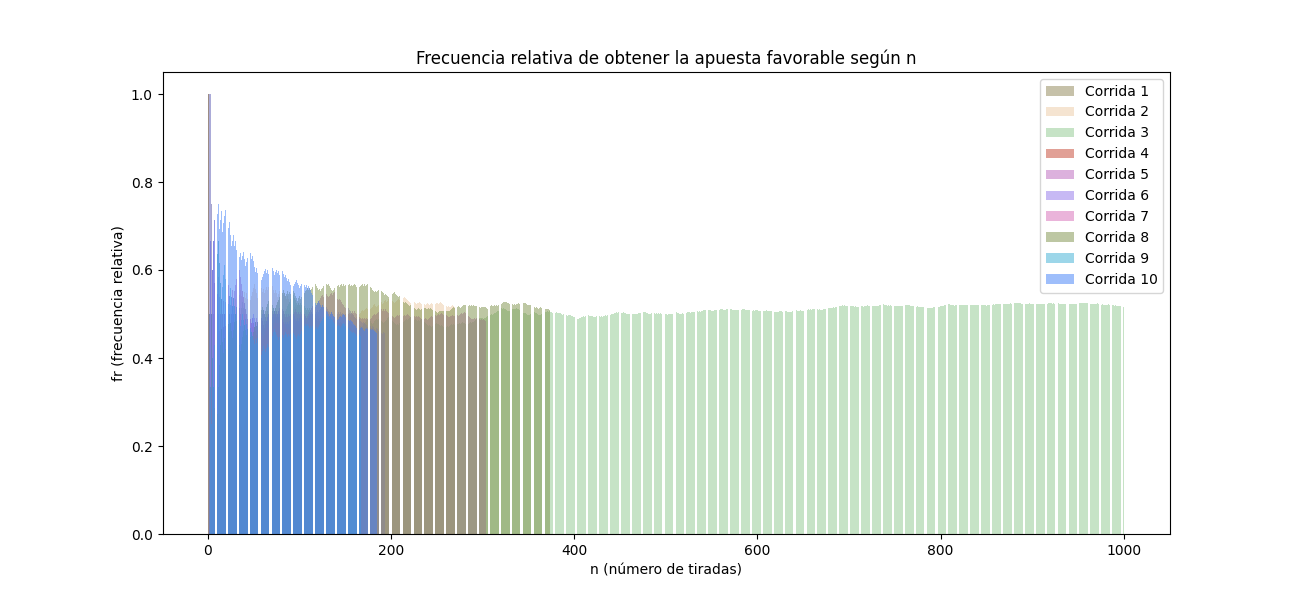 Frecuencia relativa de obtener la apuesta favorable según n
fr (frecuencia relativa)
1.0
0.8
0.6
0.4
0.2
0.0
0
200
400
600
800
1000
n (número de tiradas)
Corrida 1
Corrida 2
Corrida 3
Corrida 4
Corrida 5
Corrida 6
Corrida 7
Corrida 8
Corrida 9
Corrida 10